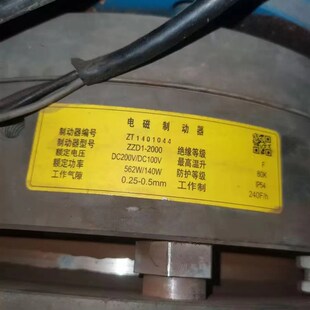 电磁制动器
制动器编号 ZT1401044
制动器型号 ZZD1-2000 绝缘等级 F
额定电压 DC200V/DC100V 最高温升 80K
额定功率 562W/140W 防护等级 IP54
工作气隙 0.25-0.5mm 工作制 240F/h